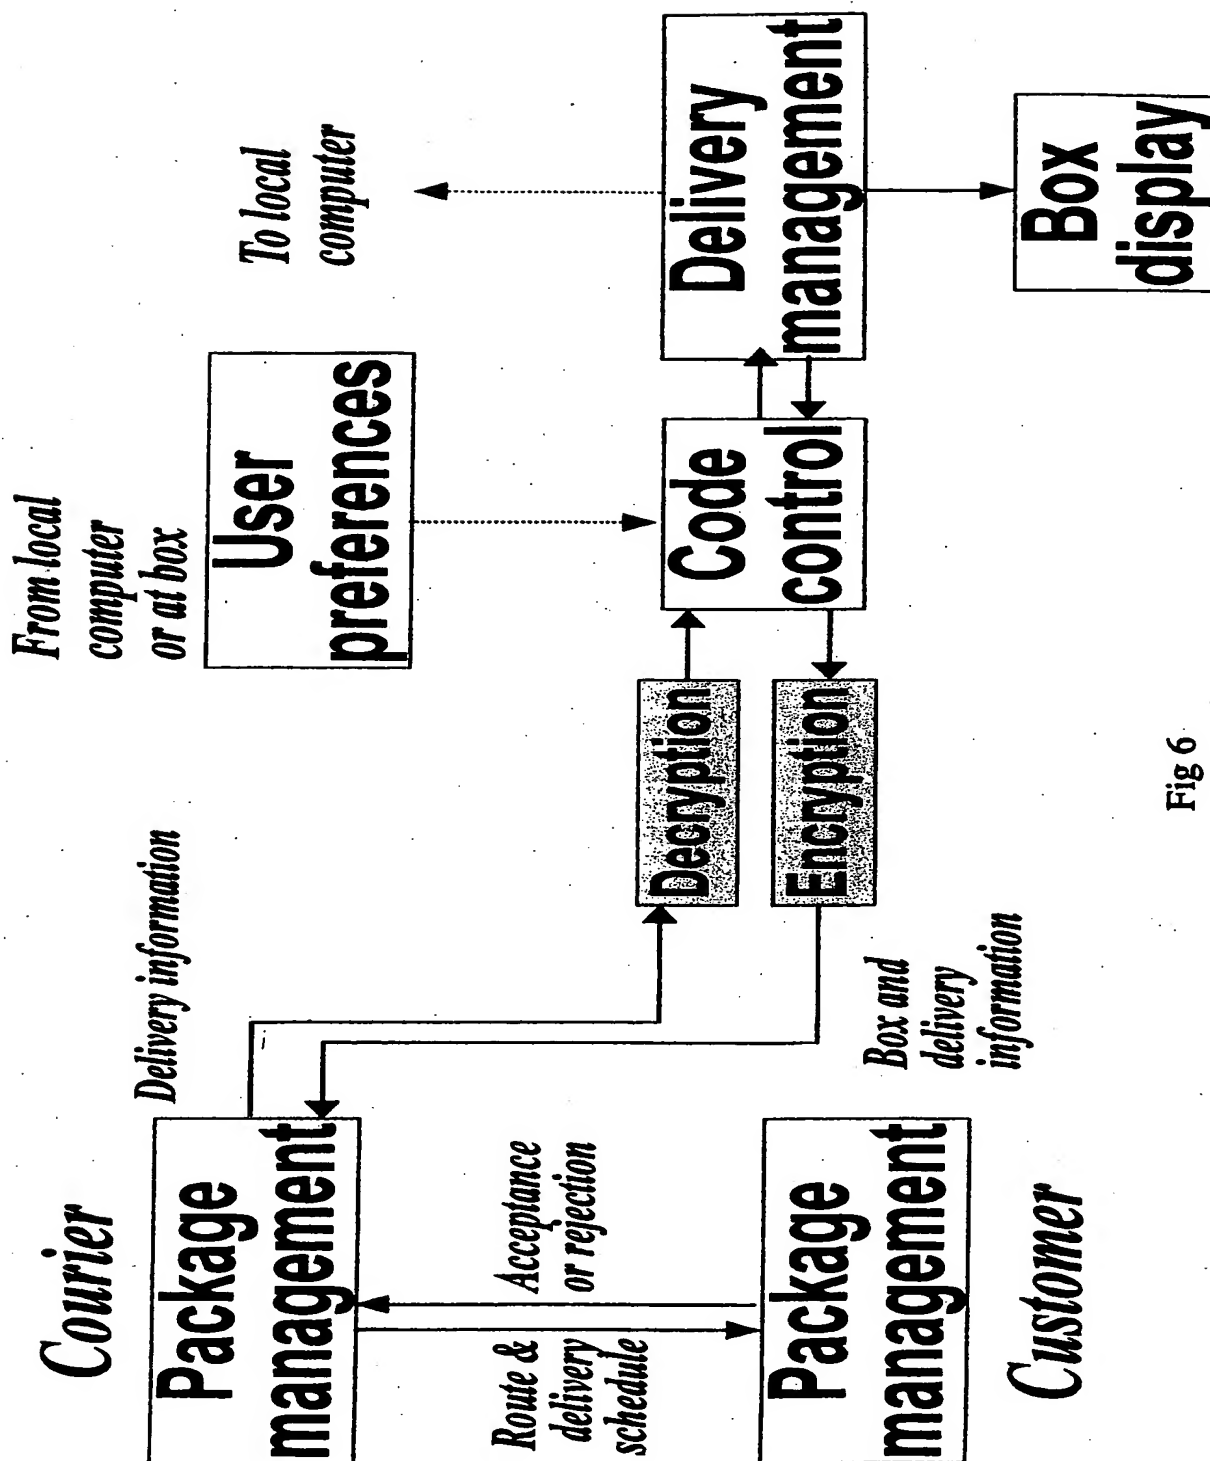 Courier
Package
management
Delivery information
From local
computer
or at box
User
preferences
To local
computer
Route &
delivery
schedule
Acceptance
or rejection
Decryption
Encryption
Code
control
Delivery
management
Customer
Package
management
Box and
delivery
information
Box
display
Fig 6